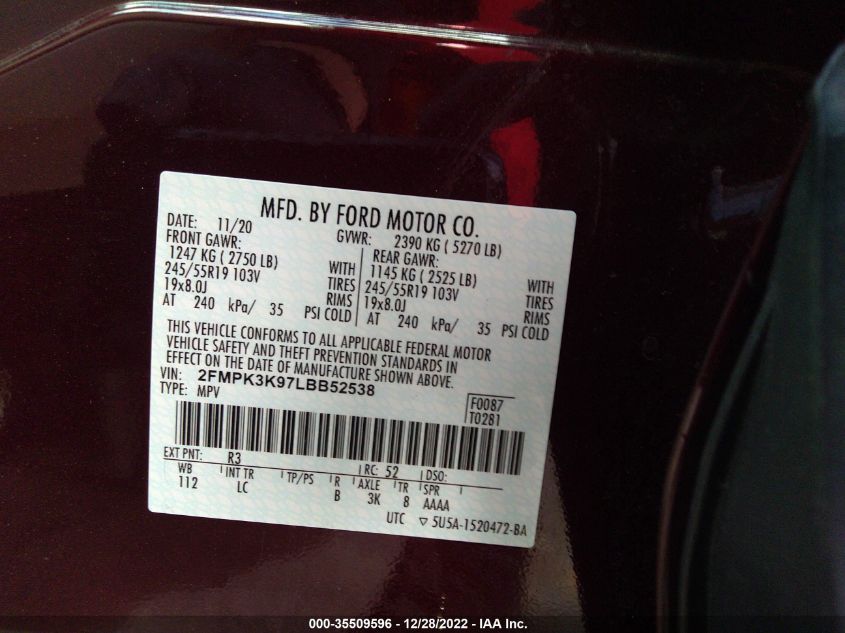 MFD. BY FORD MOTOR CO.
DATE: 11/20 GVWR: 2390 KG ( 5270 LB)
FRONT GAWR: REAR GAWR:
1247 KG ( 2750 LB) WITH 1145 KG ( 2525 LB) WITH
245/55R19 103V TIRES 245/55R19 103V TIRES
19x8.0J RIMS 19x8.0J RIMS
AT 240 kPa/ 35 PSI COLD AT 240 kPa/ 35 PSI COLD
THIS VEHICLE CONFORMS TO ALL APPLICABLE FEDERAL MOTOR
VEHICLE SAFETY AND THEFT PREVENTION STANDARDS IN
EFFECT ON THE DATE OF MANUFACTURE SHOWN ABOVE.
VIN: 2FMPK3K97LBB52538
TYPE: MPV
F0087
T0281
EXT PNT: R3 RC: 52 DSO:
WB INT TR TP/PS R AXLE TR SPR
112 LC B 3K 8 AAAA
UTC ▽ 5U5A-1520472-BA
000-35509596 - 12/28/2022 - IAA Inc.